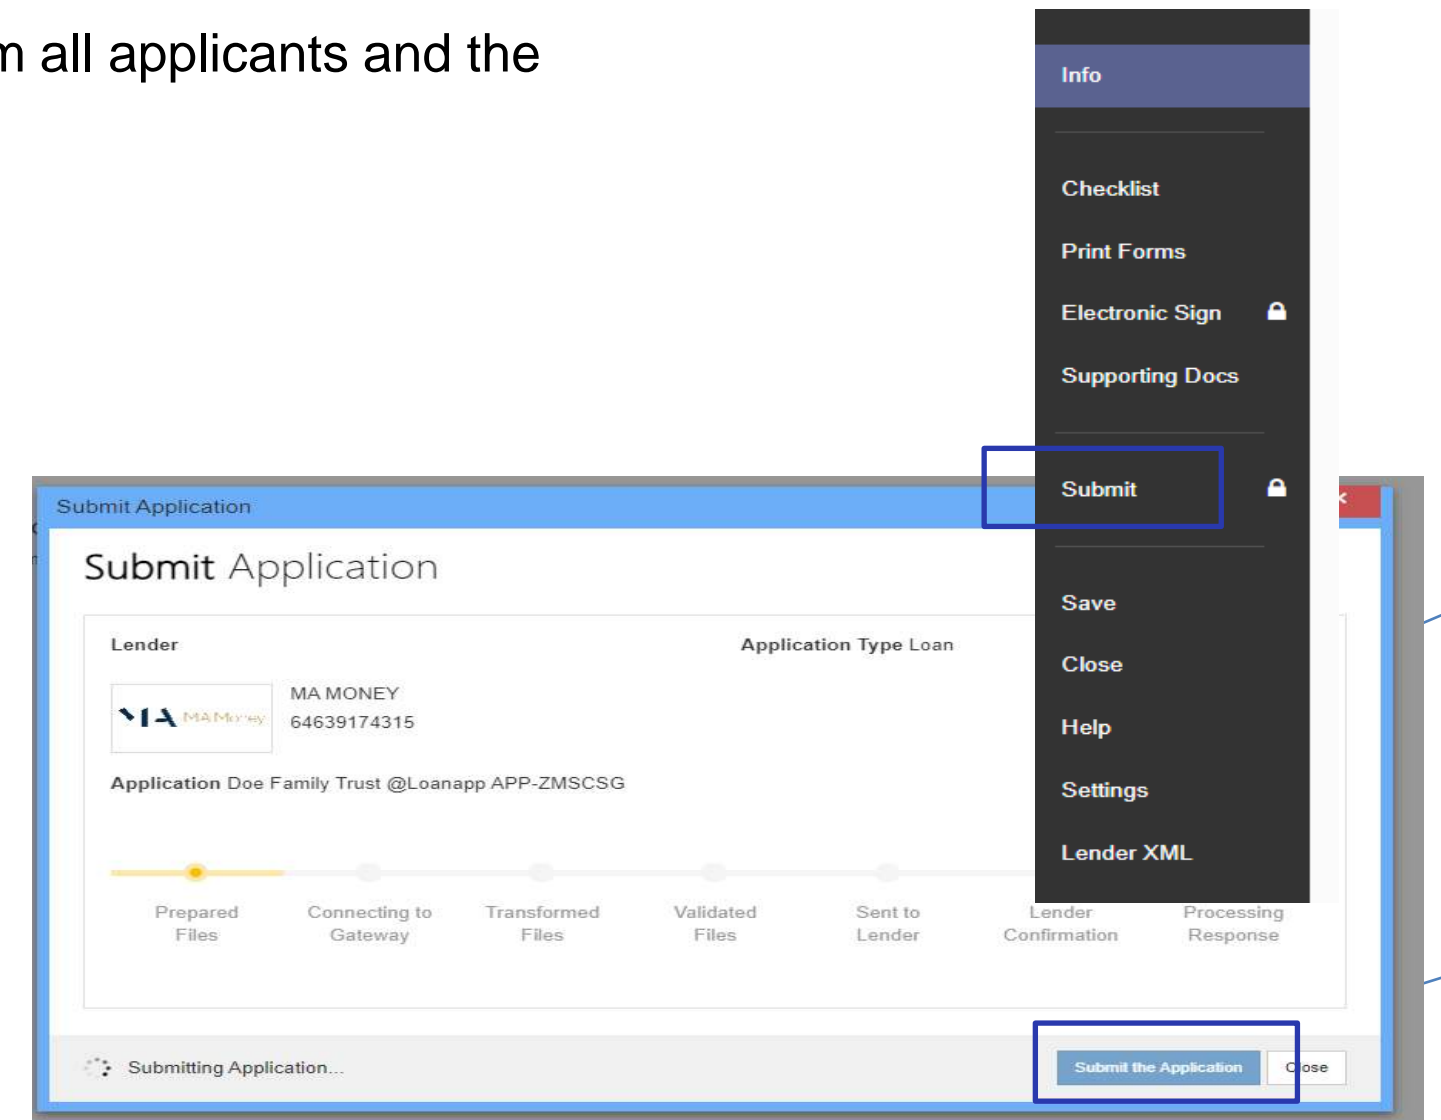 m all applicants and the
Info
Checklist
Print Forms
Electronic Sign
Supporting Docs
Submit
Save
Close
Help
Settings
Lender XML
Submit Application
Submit Application
Lender
Application Type Loan
MA MAMoney
MA MONEY
64639174315
Application Doe Family Trust @Loanapp APP-ZMSCSG
Prepared Files
Connecting to Gateway
Transformed Files
Validated Files
Sent to Lender
Lender Confirmation
Processing Response
Submitting Application...
Submit the Application
Close